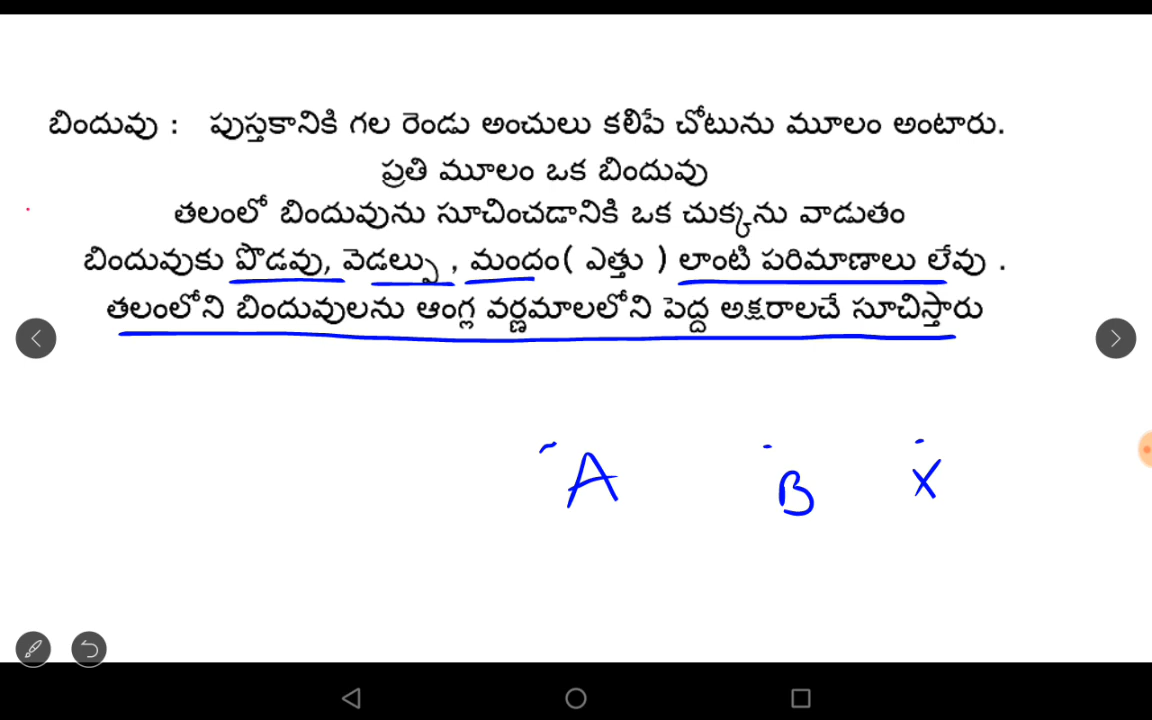 బిందువు : పుస్తకానికి గల రెండు అంచులు కలిపే చోటును మూలం అంటారు.
ప్రతి మూలం ఒక బిందువు
తలంలో బిందువును సూచించడానికి ఒక చుక్కను వాడుతం
బిందువుకు పొడవు, వెడల్పు , మందం( ఎత్తు ) లాంటి పరిమాణాలు లేవు .
తలంలోని బిందువులను ఆంగ్ల వర్ణమాలలోని పెద్ద అక్షరాలచే సూచిస్తారు
A B X